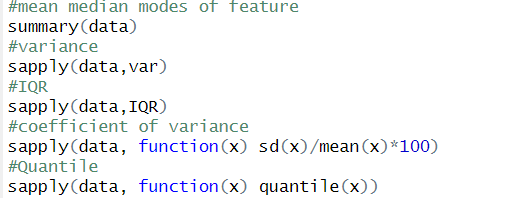 #mean median modes of feature
summary(data)
#variance
sapply(data,var)
#IQR
sapply(data,IQR)
#coefficient of variance
sapply(data, function(x) sd(x)/mean(x)*100)
#Quantile
sapply(data, function(x) quantile(x))